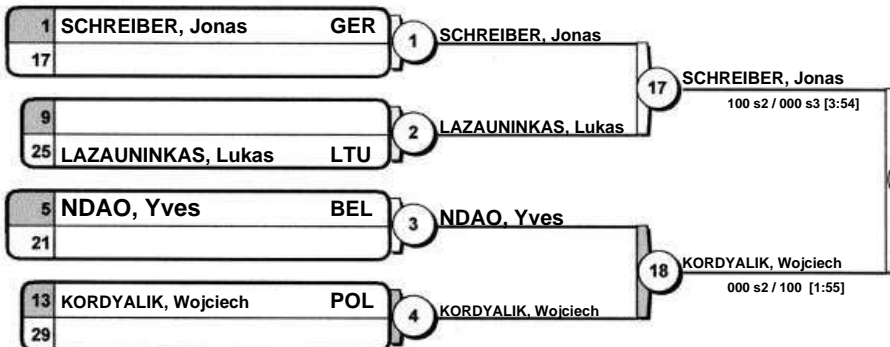 1 SCHREIBER, Jonas GER
17
1
SCHREIBER, Jonas
9
25 LAZAUNINKAS, Lukas LTU
2
LAZAUNINKAS, Lukas
17
SCHREIBER, Jonas
100 s2 / 000 s3 [3:54]
5 NDAO, Yves BEL
21
3
NDAO, Yves
13 KORDYALIK, Wojciech POL
29
4
KORDYALIK, Wojciech
18
KORDYALIK, Wojciech
000 s2 / 100 [1:55]